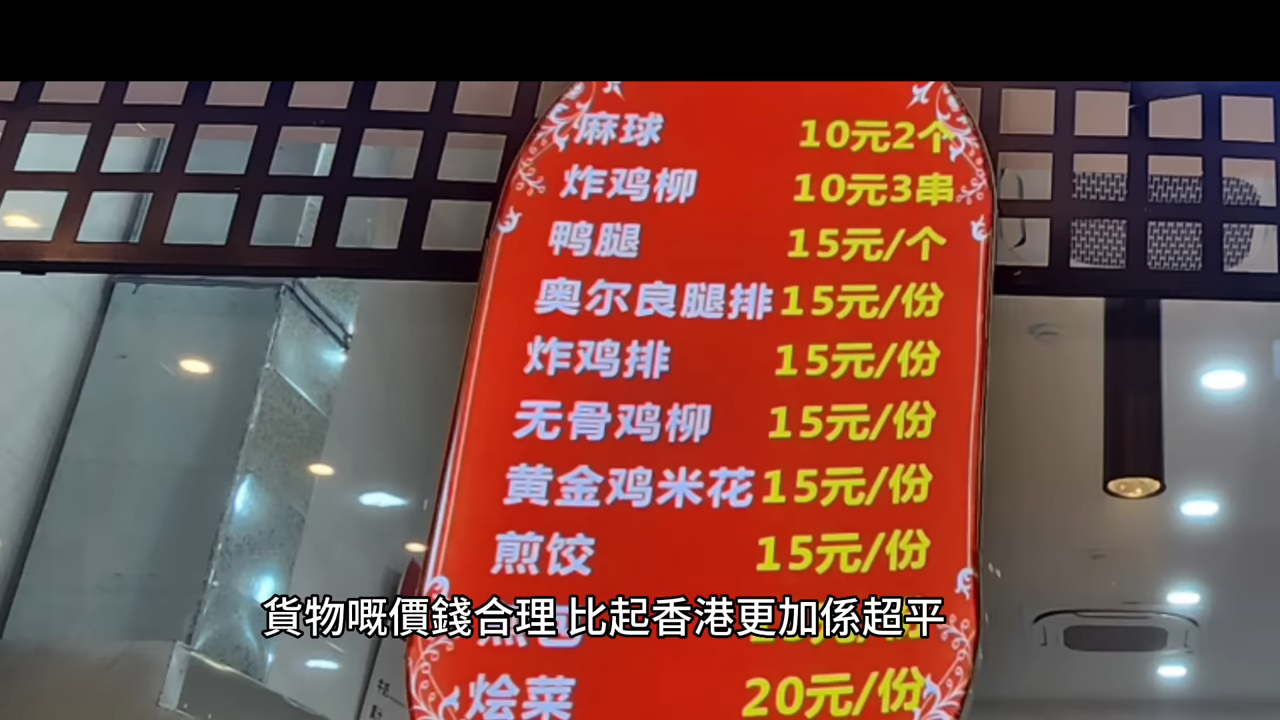 麻球 10元2个
炸鸡柳 10元3串
鸭腿 15元/个
奥尔良腿排 15元/份
炸鸡排 15元/份
无骨鸡柳 15元/份
黄金鸡米花 15元/份
煎饺 15元/份
貨物嘅價錢合理 比起香港更加係超平
烩菜 20元/份